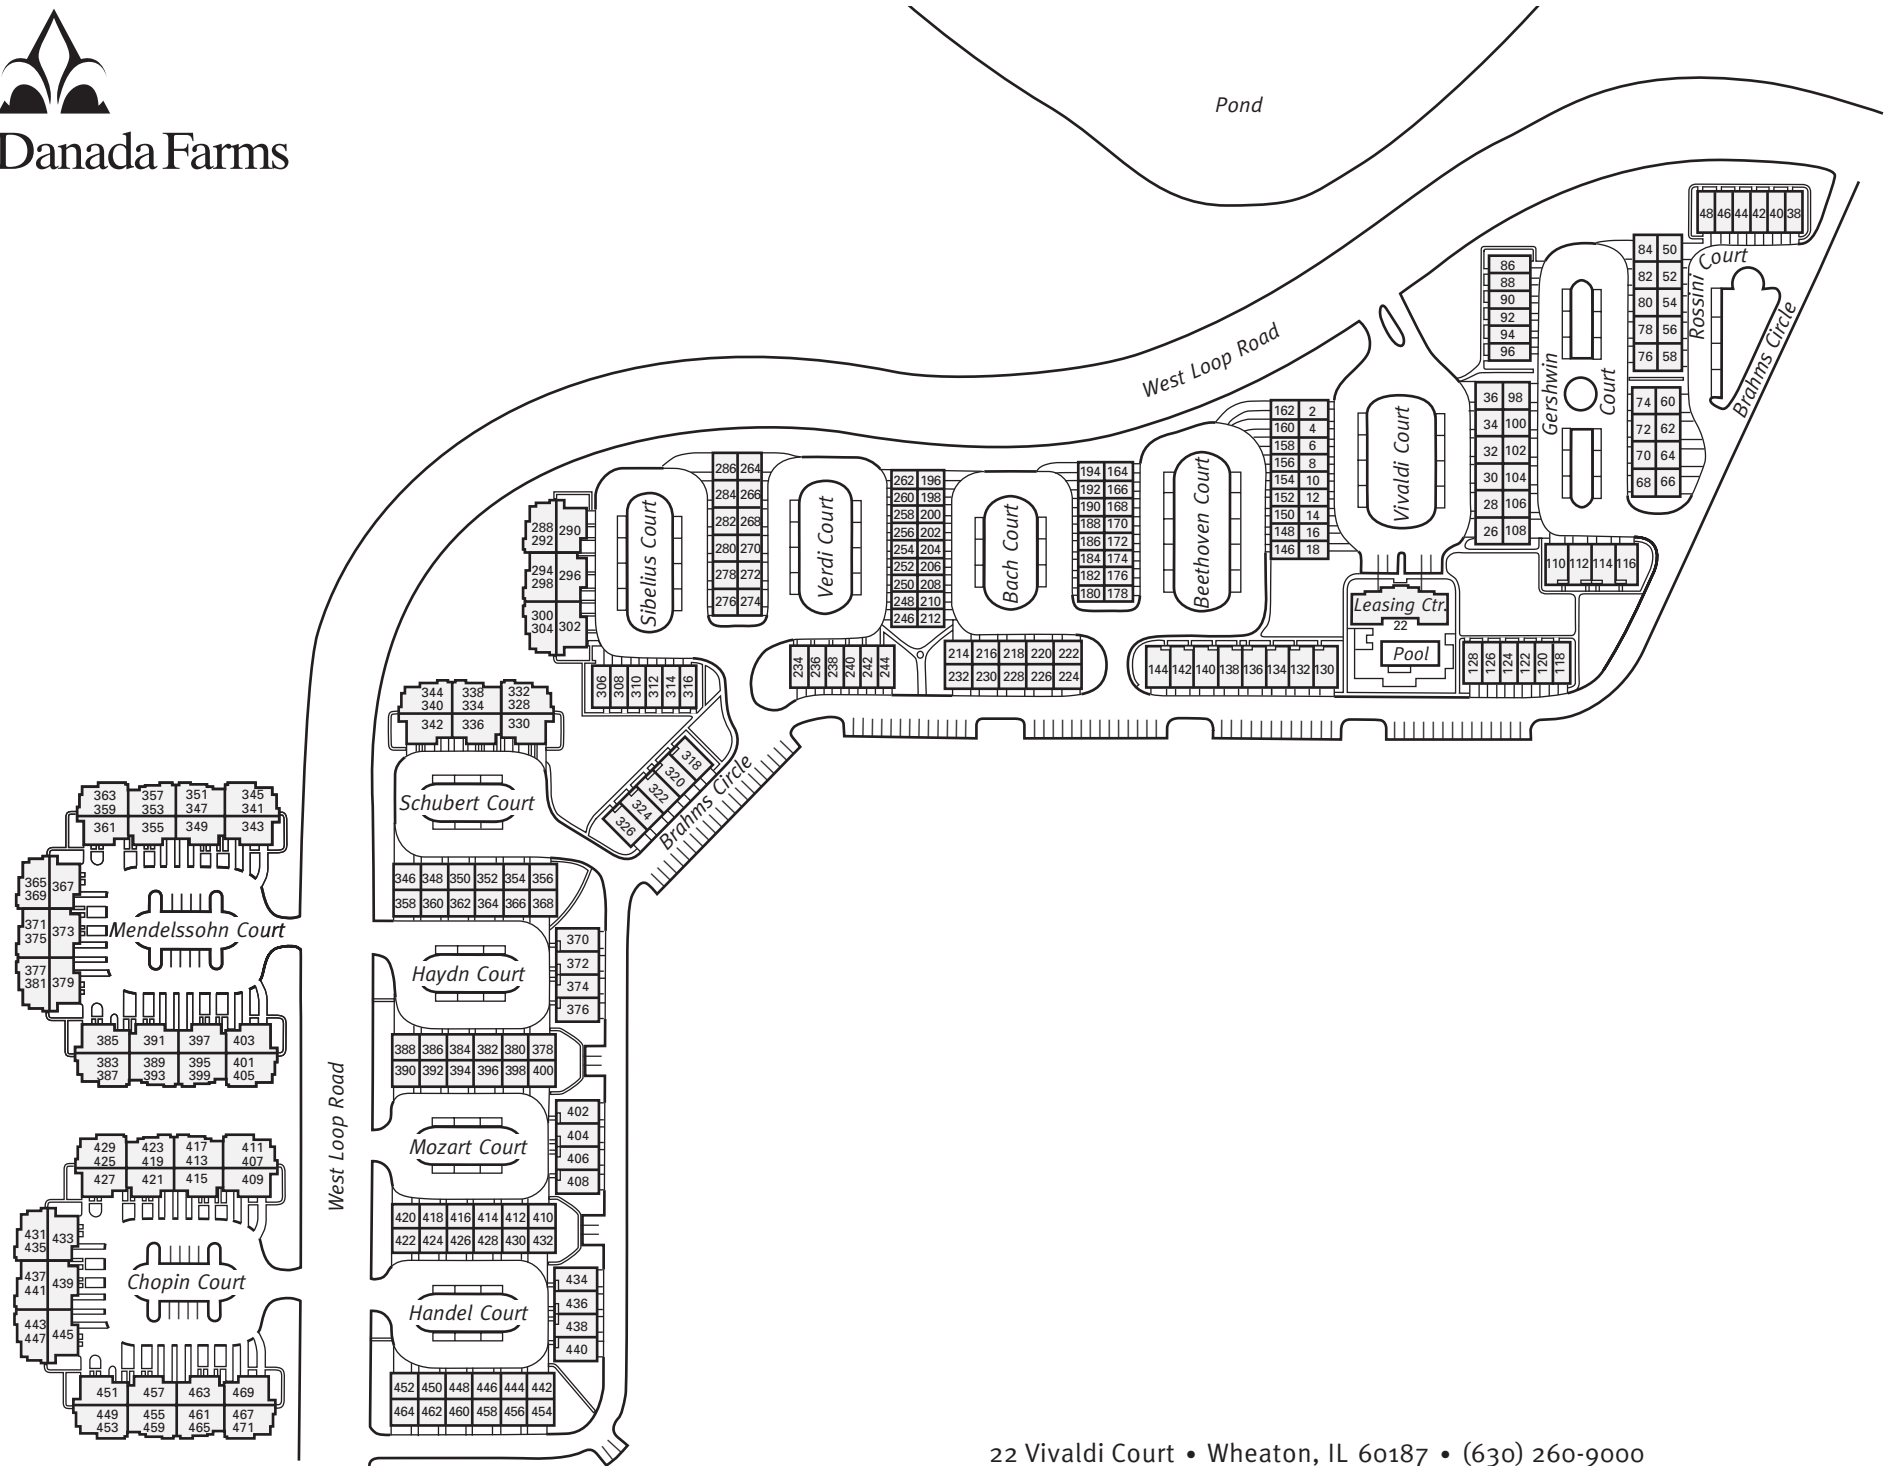 Danada Farms
Pond
48 46 44 42 40 38
84 50
82 52
80 54
78 56
76 58
74 60
72 62
70 64
68 66
Rossini Court
Brahms Circle
86
88
90
92
94
96
Gershwin Court
36 98
34 100
32 102
30 104
28 106
26 108
110 112 114 116
128 126 124 122 120 118
West Loop Road
162 2
160 4
158 6
156 8
154 10
152 12
150 14
148 16
146 18
Vivaldi Court
Leasing Ctr.
22
Pool
Beethoven Court
144 142 140 138 136 134 132 130
194 164
192 166
190 168
188 170
186 172
184 174
182 176
180 178
Bach Court
214 216 218 220 222
232 230 228 226 224
262 196
260 198
258 200
256 202
254 204
252 206
250 208
248 210
246 212
Verdi Court
234 236 238 240 242 244
286 264
284 266
282 268
280 270
278 272
276 274
Sibelius Court
288 290
292
294 296
298
300 302
304
306 308 310 312 314 316
318
320
322
324
326
Brahms Circle
344 338 332
340 334 328
342 336 330
Schubert Court
346 348 350 352 354 356
358 360 362 364 366 368
Haydn Court
370
372
374
376
388 386 384 382 380 378
390 392 394 396 398 400
Mozart Court
402
404
406
408
420 418 416 414 412 410
422 424 426 428 430 432
Handel Court
434
436
438
440
452 450 448 446 444 442
464 462 460 458 456 454
West Loop Road
363 357 351 345
359 353 347 341
361 355 349 343
365 367
369
371 373
375
377 379
381
Mendelssohn Court
385 391 397 403
383 389 395 401
387 393 399 405
429 423 417 411
425 419 413 407
427 421 415 409
431 433
435
437 439
441
443 445
447
Chopin Court
451 457 463 469
449 455 461 467
453 459 465 471
22 Vivaldi Court • Wheaton, IL 60187 • (630) 260-9000